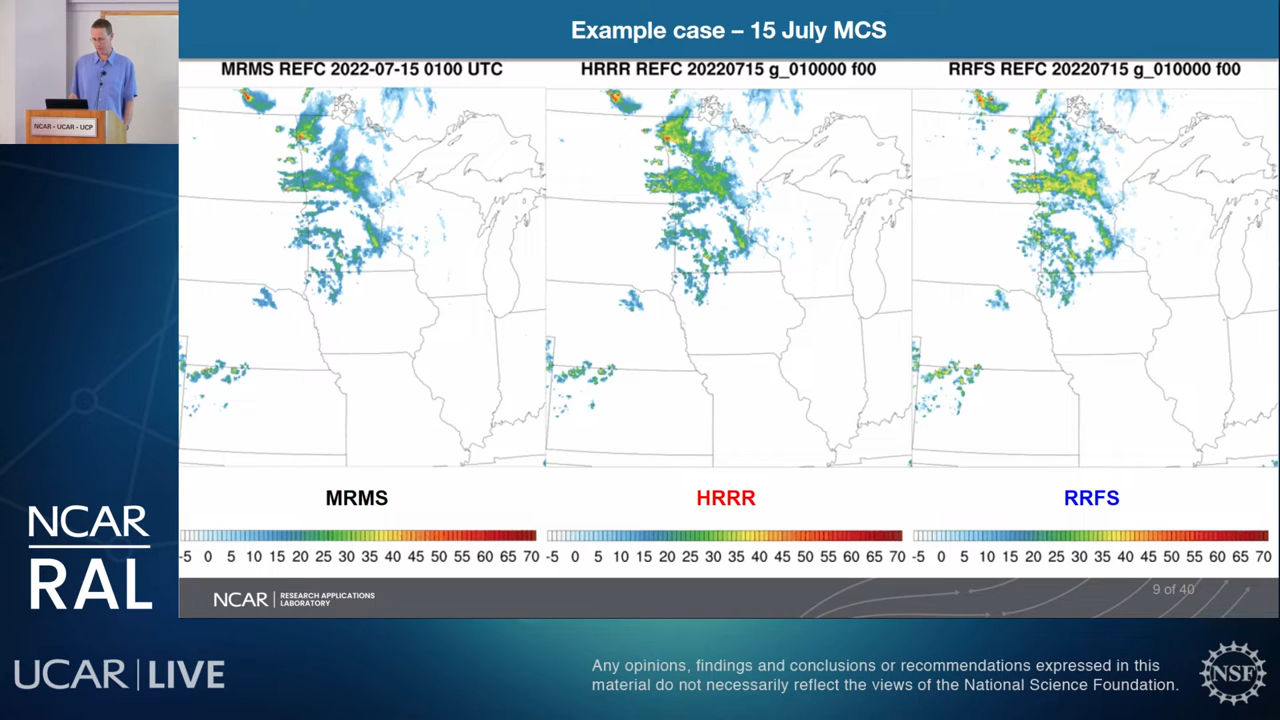 Example case – 15 July MCS
MRMS REFC 2022-07-15 0100 UTC
HRRR REFC 20220715 g_010000 f00
RRFS REFC 20220715 g_010000 f00
NCAR • UCAR • UCP
MRMS
HRRR
RRFS
-5 0 5 10 15 20 25 30 35 40 45 50 55 60 65 70
-5 0 5 10 15 20 25 30 35 40 45 50 55 60 65 70
-5 0 5 10 15 20 25 30 35 40 45 50 55 60 65 70
NCAR
RAL
NCAR | RESEARCH APPLICATIONS
LABORATORY
9 of 40
UCAR | LIVE
Any opinions, findings and conclusions or recommendations expressed in this
material do not necessarily reflect the views of the National Science Foundation.
NSF